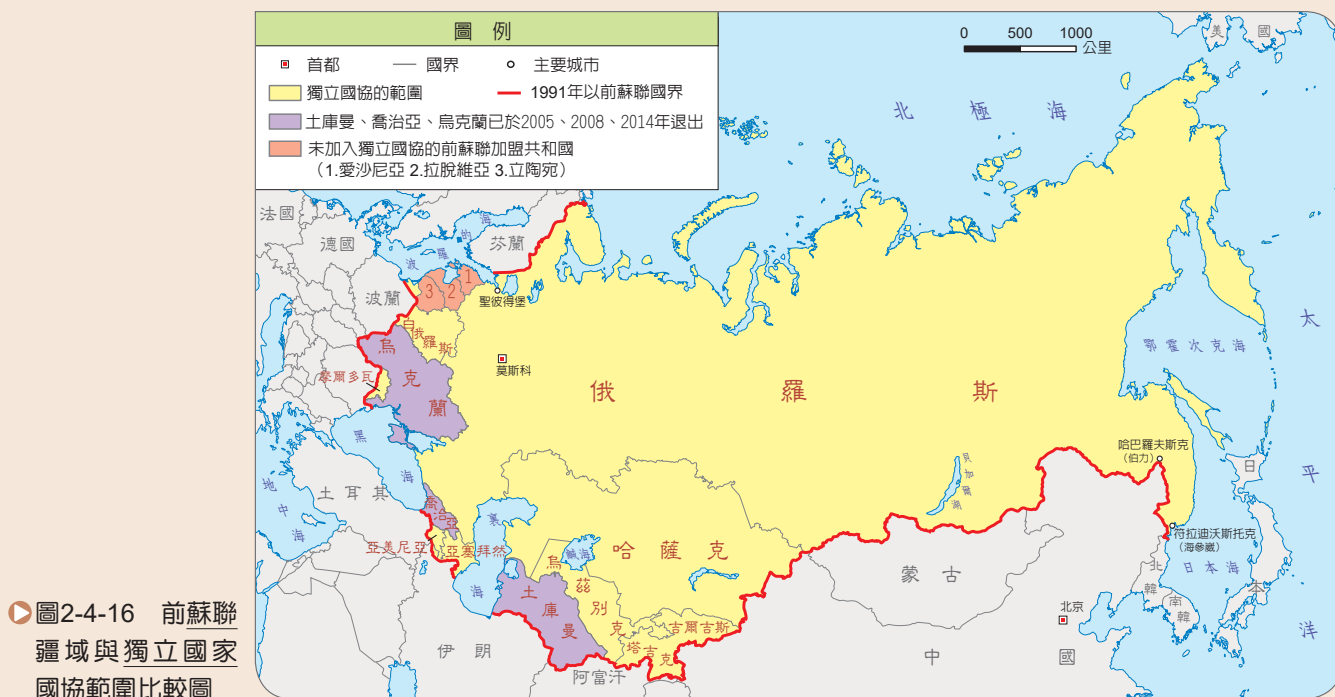 圖 例
首都
國界
主要城市
獨立國協的範圍
1991年以前蘇聯國界
土庫曼、喬治亞、烏克蘭已於2005、2008、2014年退出
未加入獨立國協的前蘇聯加盟共和國
（1.愛沙尼亞 2.拉脫維亞 3.立陶宛）
0 500 1000
公里
美 國
北 極 海
法國
德國
波羅的海
芬蘭
波蘭
1
2
3
聖彼得堡
白俄羅斯
烏克蘭
摩爾多瓦
莫斯科
俄 羅 斯
鄂霍次克海
太平洋
黑海
土耳其
地中海
喬治亞
亞美尼亞
亞塞拜然
裏海
鹹海
哈薩克
烏茲別克
土庫曼
吉爾吉斯
塔吉克
伊朗
阿富汗
貝加爾湖
蒙古
哈巴羅夫斯克
（伯力）
符拉迪沃斯托克
（海參崴）
日本海
日本
北韓
南韓
北京
中 國
圖2-4-16 前蘇聯
疆域與獨立國家
國協範圍比較圖